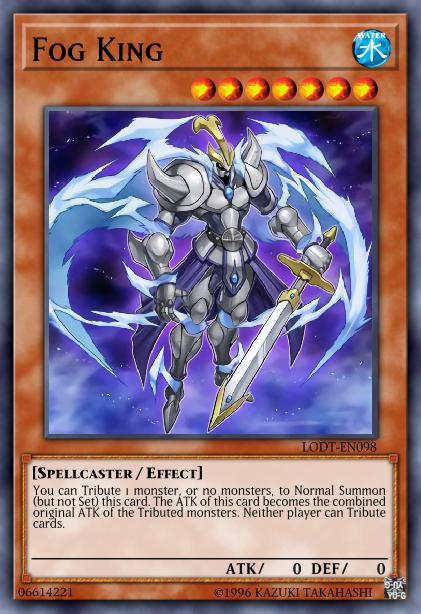 Fog King
WATER
水
LODT-EN098
[Spellcaster / Effect]
You can Tribute 1 monster, or no monsters, to Normal Summon
(but not Set) this card. The ATK of this card becomes the combined
original ATK of the Tributed monsters. Neither player can Tribute
cards.
ATK/ 0 DEF/ 0
06614221
©1996 KAZUKI TAKAHASHI